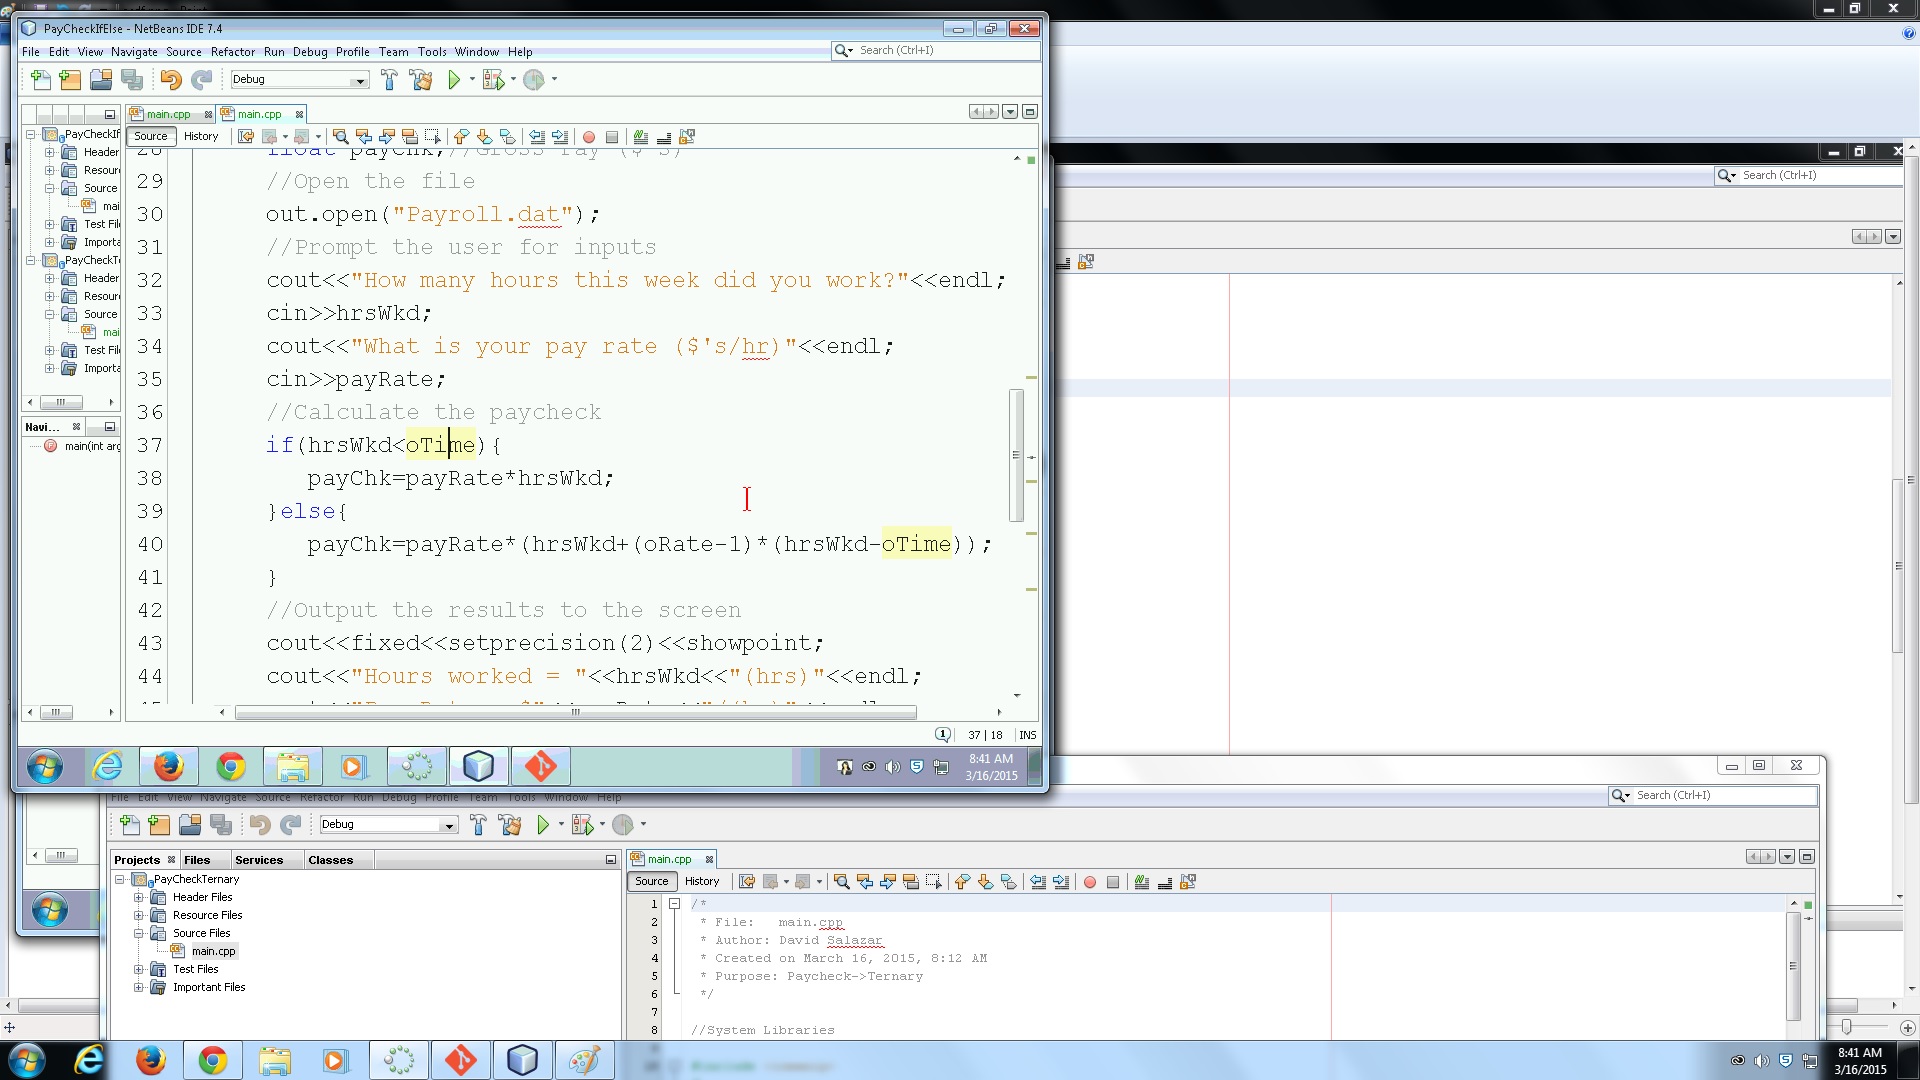 PayCheckIfElse - NetBeans IDE 7.4
File Edit View Navigate Source Refactor Run Debug Profile Team Tools Window Help
Search (Ctrl+I)
Debug
main.cpp
main.cpp
Source
History
PayCheckIf
Header
Resour
Source
mai
Test File
Importa
PayCheckTe
Header
Resour
Source
mai
Test File
Importa
Navi...
main(int arg
28 float payChk;//Gross Pay ($'s)
29 //Open the file
30 out.open("Payroll.dat");
31 //Prompt the user for inputs
32 cout<<"How many hours this week did you work?"<<endl;
33 cin>>hrsWkd;
34 cout<<"What is your pay rate ($'s/hr)"<<endl;
35 cin>>payRate;
36 //Calculate the paycheck
37 if(hrsWkd<oTime){
38 payChk=payRate*hrsWkd;
39 }else{
40 payChk=payRate*(hrsWkd+(oRate-1)*(hrsWkd-oTime));
41 }
42 //Output the results to the screen
43 cout<<fixed<<setprecision(2)<<showpoint;
44 cout<<"Hours worked = "<<hrsWkd<<"(hrs)"<<endl;
37 | 18 INS
8:41 AM
3/16/2015
Search (Ctrl+I)
File Edit View Navigate Source Refactor Run Debug Profile Team Tools Window Help
Search (Ctrl+I)
Debug
Projects Files Services Classes
PayCheckTernary
Header Files
Resource Files
Source Files
main.cpp
Test Files
Important Files
main.cpp
Source
History
1 /*
2 * File: main.cpp
3 * Author: David Salazar
4 * Created on March 16, 2015, 8:12 AM
5 * Purpose: Paycheck->Ternary
6 */
7
8 //System Libraries
8:41 AM
3/16/2015